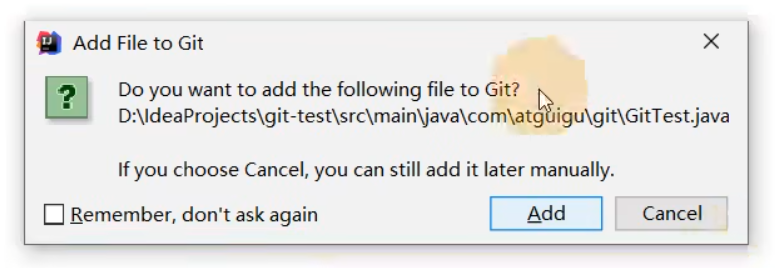 Add File to Git
Do you want to add the following file to Git?
D:\IdeaProjects\git-test\src\main\java\com\atguigu\git\GitTest.java
If you choose Cancel, you can still add it later manually.
Remember, don't ask again
Add
Cancel